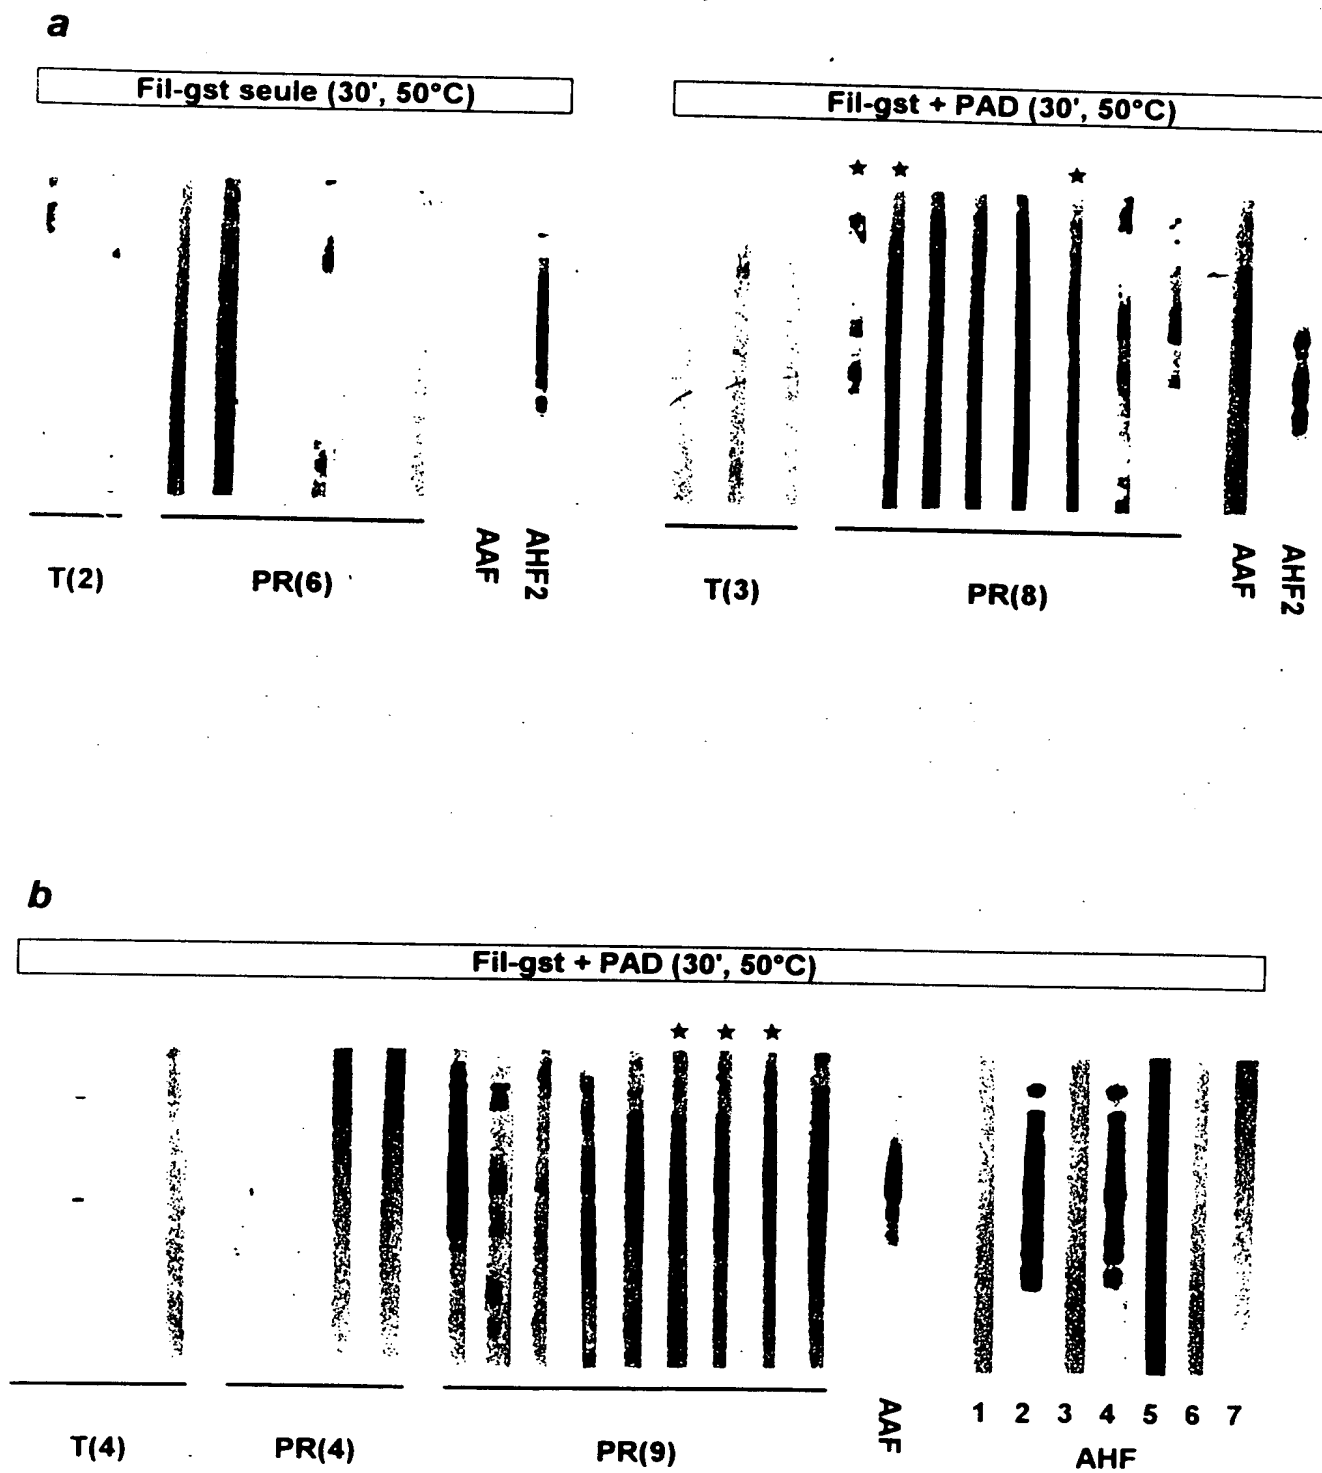 a
Fil-gst seule (30', 50°C)
Fil-gst + PAD (30', 50°C)
T(2)
PR(6)
AAF
AHF2
T(3)
PR(8)
AAF
AHF2
b
Fil-gst + PAD (30', 50°C)
T(4)
PR(4)
PR(9)
AAF
1 2 3 4 5 6 7
AHF